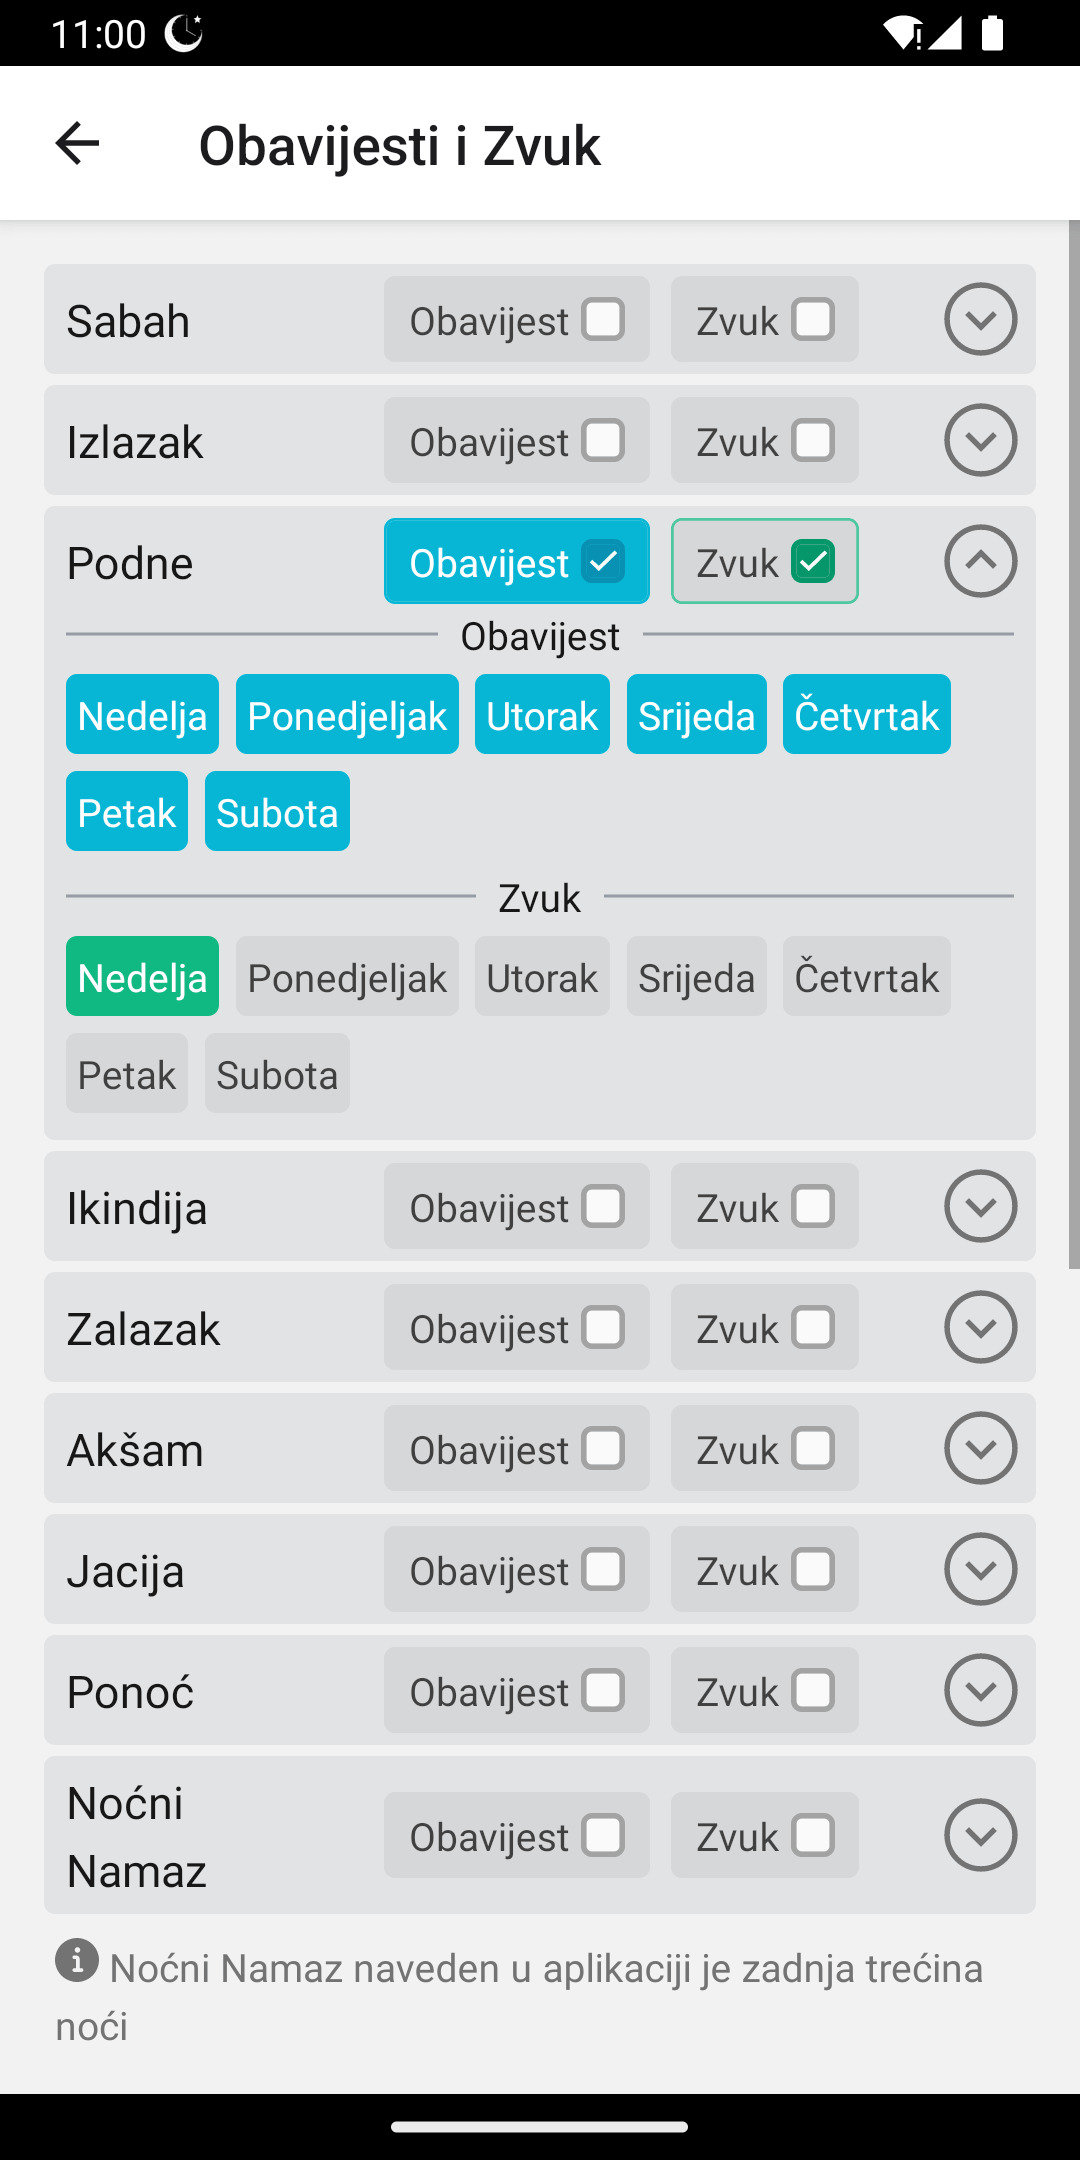 11:00
Obavijesti i Zvuk
Sabah Obavijest Zvuk
Izlazak Obavijest Zvuk
Podne Obavijest Zvuk
Obavijest
Nedelja Ponedjeljak Utorak Srijeda Četvrtak
Petak Subota
Zvuk
Nedelja Ponedjeljak Utorak Srijeda Četvrtak
Petak Subota
Ikindija Obavijest Zvuk
Zalazak Obavijest Zvuk
Akšam Obavijest Zvuk
Jacija Obavijest Zvuk
Ponoć Obavijest Zvuk
Noćni
Namaz Obavijest Zvuk
Noćni Namaz naveden u aplikaciji je zadnja trećina
noći